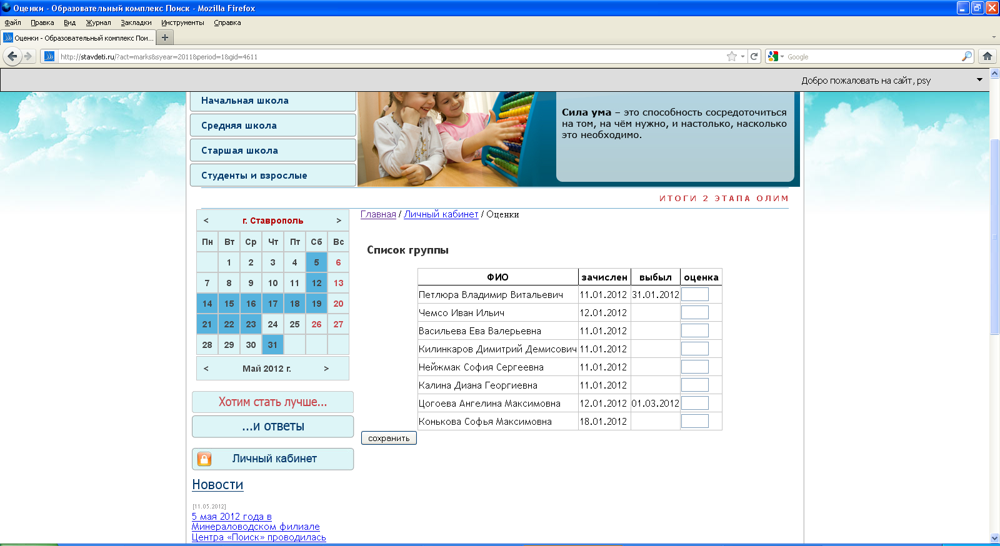 Оценки - Образовательный комплекс Поиск - Mozilla Firefox
Файл Правка Вид Журнал Закладки Инструменты Справка
Оценки - Образовательный комплекс Пои...
http://stavdeti.ru/?act=marks&syear=2011&period=1&gid=4611
Google
Добро пожаловать на сайт, psy
Начальная школа
Средняя школа
Старшая школа
Студенты и взрослые
Сила ума – это способность сосредоточиться
на том, на чём нужно, и настолько, насколько
это необходимо.
ИТОГИ 2 ЭТАПА ОЛИМ
< г. Ставрополь >
Пн Вт Ср Чт Пт Сб Вс
1 2 3 4 5 6
7 8 9 10 11 12 13
14 15 16 17 18 19 20
21 22 23 24 25 26 27
28 29 30 31
< Май 2012 г. >
Хотим стать лучше...
...и ответы
Личный кабинет
Новости
[11.05.2012]
5 мая 2012 года в
Минераловодском филиале
Центра «Поиск» проводилась
Главная / Личный кабинет / Оценки
Список группы
ФИО зачислен выбыл оценка
Петлюра Владимир Витальевич 11.01.2012 31.01.2012
Чемсо Иван Ильич 12.01.2012
Васильева Ева Валерьевна 11.01.2012
Килинкаров Димитрий Демисович 11.01.2012
Нейжмак София Сергеевна 11.01.2012
Калина Диана Георгиевна 11.01.2012
Цогоева Ангелина Максимовна 12.01.2012 01.03.2012
Конькова Софья Максимовна 18.01.2012
сохранить